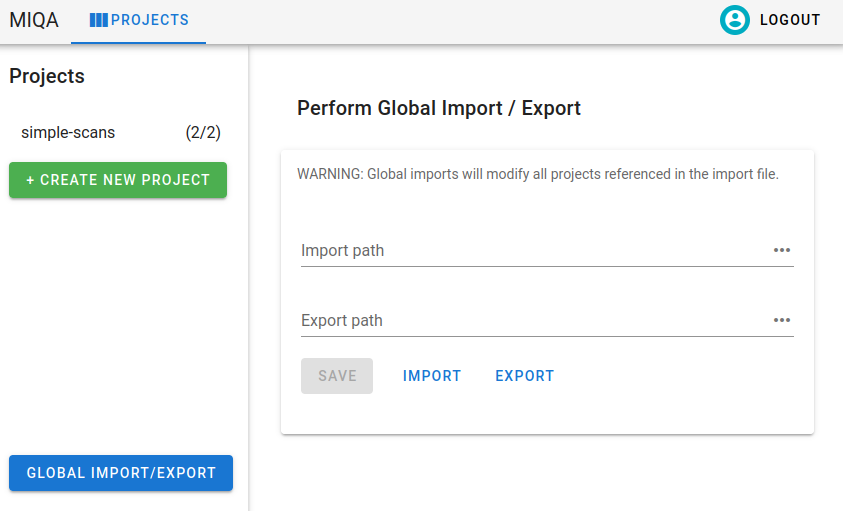 MIQA PROJECTS LOGOUT
Projects
simple-scans (2/2)
+ CREATE NEW PROJECT
GLOBAL IMPORT/EXPORT
Perform Global Import / Export
WARNING: Global imports will modify all projects referenced in the import file.
Import path
Export path
SAVE IMPORT EXPORT